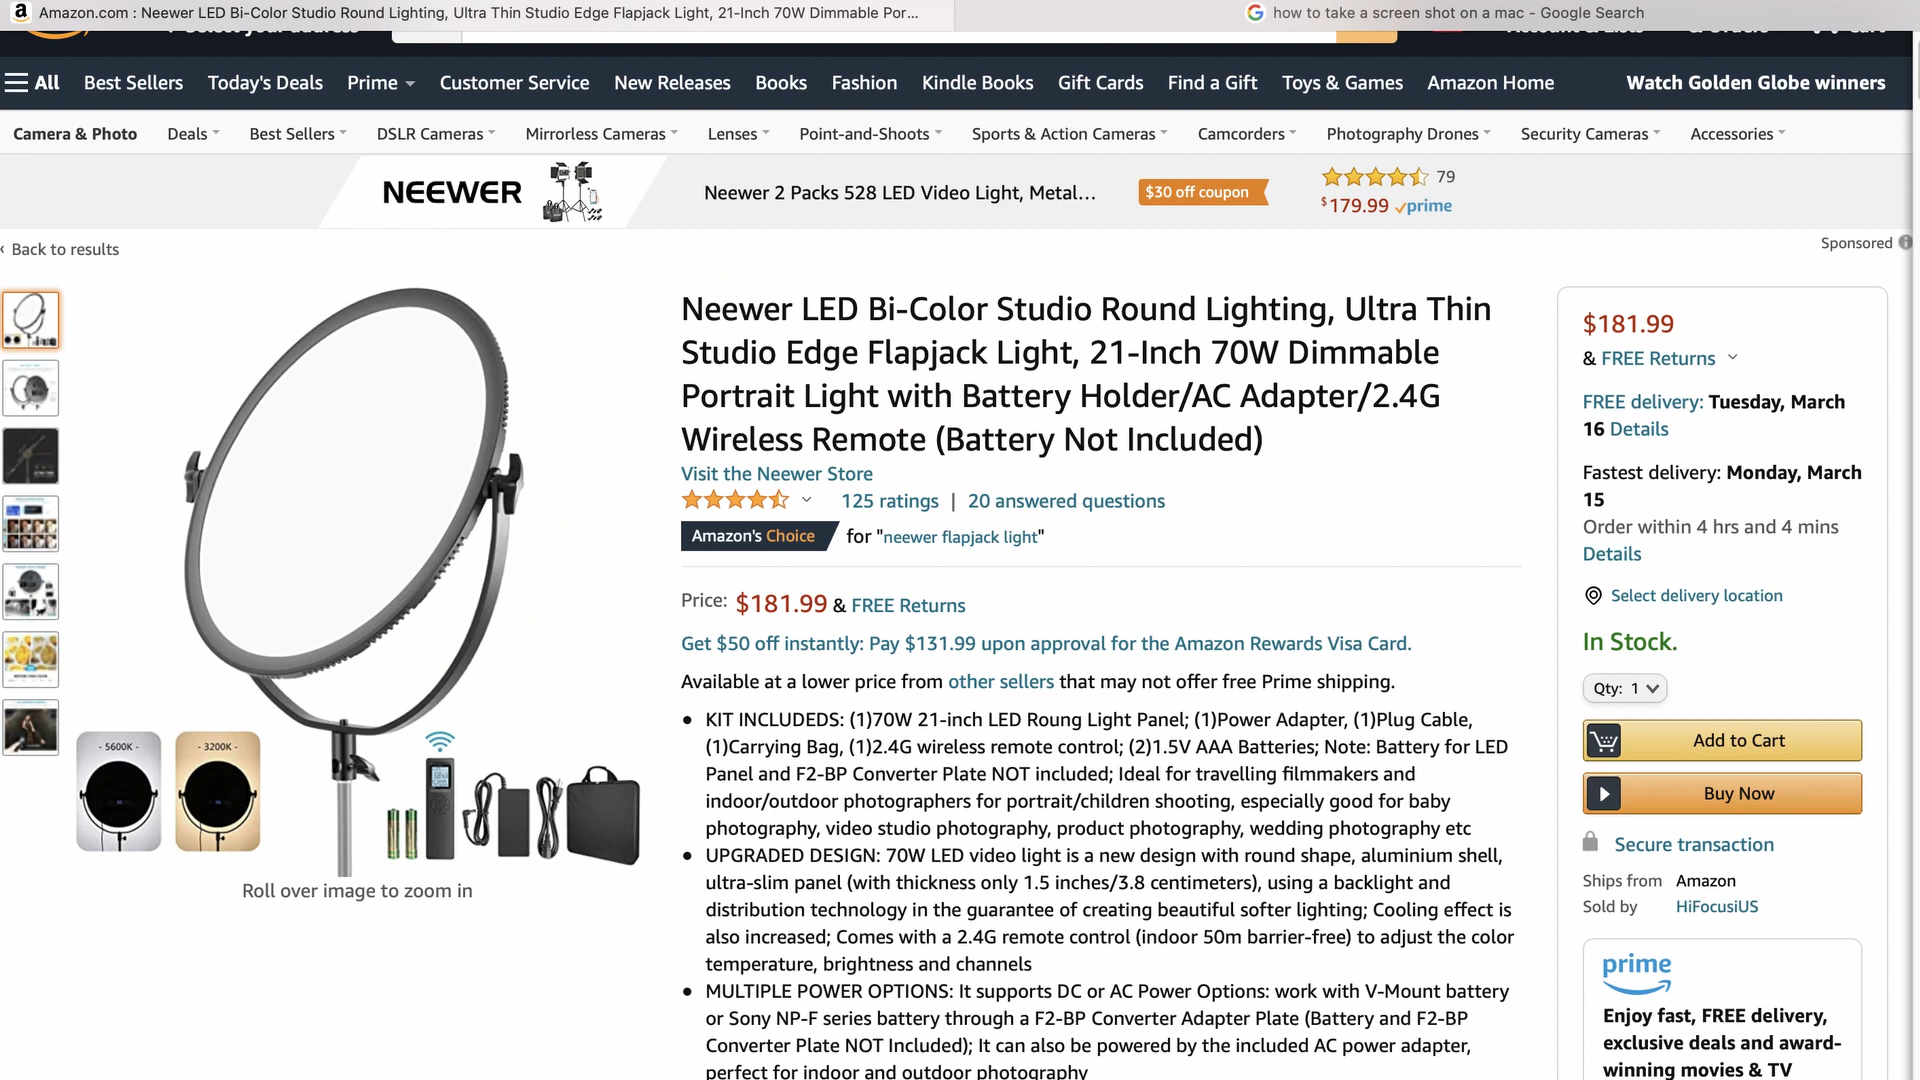 Amazon.com : Neewer LED Bi-Color Studio Round Lighting, Ultra Thin Studio Edge Flapjack Light, 21-Inch 70W Dimmable Por...
how to take a screen shot on a mac - Google Search
All Best Sellers Today's Deals Prime Customer Service New Releases Books Fashion Kindle Books Gift Cards Find a Gift Toys & Games Amazon Home Watch Golden Globe winners
Camera & Photo Deals Best Sellers DSLR Cameras Mirrorless Cameras Lenses Point-and-Shoots Sports & Action Cameras Camcorders Photography Drones Security Cameras Accessories
NEEWER
Neewer 2 Packs 528 LED Video Light, Metal...
$30 off coupon
79
$179.99 prime
‹ Back to results
Sponsored
Neewer LED Bi-Color Studio Round Lighting, Ultra Thin
Studio Edge Flapjack Light, 21-Inch 70W Dimmable
Portrait Light with Battery Holder/AC Adapter/2.4G
Wireless Remote (Battery Not Included)
Visit the Neewer Store
125 ratings | 20 answered questions
Amazon's Choice for "neewer flapjack light"
Price: $181.99 & FREE Returns
Get $50 off instantly: Pay $131.99 upon approval for the Amazon Rewards Visa Card.
Available at a lower price from other sellers that may not offer free Prime shipping.
• KIT INCLUDEDS: (1)70W 21-inch LED Roung Light Panel; (1)Power Adapter, (1)Plug Cable,
(1)Carrying Bag, (1)2.4G wireless remote control; (2)1.5V AAA Batteries; Note: Battery for LED
Panel and F2-BP Converter Plate NOT included; Ideal for travelling filmmakers and
indoor/outdoor photographers for portrait/children shooting, especially good for baby
photography, video studio photography, product photography, wedding photography etc
• UPGRADED DESIGN: 70W LED video light is a new design with round shape, aluminium shell,
ultra-slim panel (with thickness only 1.5 inches/3.8 centimeters), using a backlight and
distribution technology in the guarantee of creating beautiful softer lighting; Cooling effect is
also increased; Comes with a 2.4G remote control (indoor 50m barrier-free) to adjust the color
temperature, brightness and channels
• MULTIPLE POWER OPTIONS: It supports DC or AC Power Options: work with V-Mount battery
or Sony NP-F series battery through a F2-BP Converter Adapter Plate (Battery and F2-BP
Converter Plate NOT Included); It can also be powered by the included AC power adapter,
perfect for indoor and outdoor photography
- 5600K -
- 3200K -
Roll over image to zoom in
$181.99
& FREE Returns
FREE delivery: Tuesday, March
16 Details
Fastest delivery: Monday, March
15
Order within 4 hrs and 4 mins
Details
Select delivery location
In Stock.
Qty: 1
Add to Cart
Buy Now
Secure transaction
Ships from Amazon
Sold by HiFocusiUS
prime
Enjoy fast, FREE delivery,
exclusive deals and award-
winning movies & TV